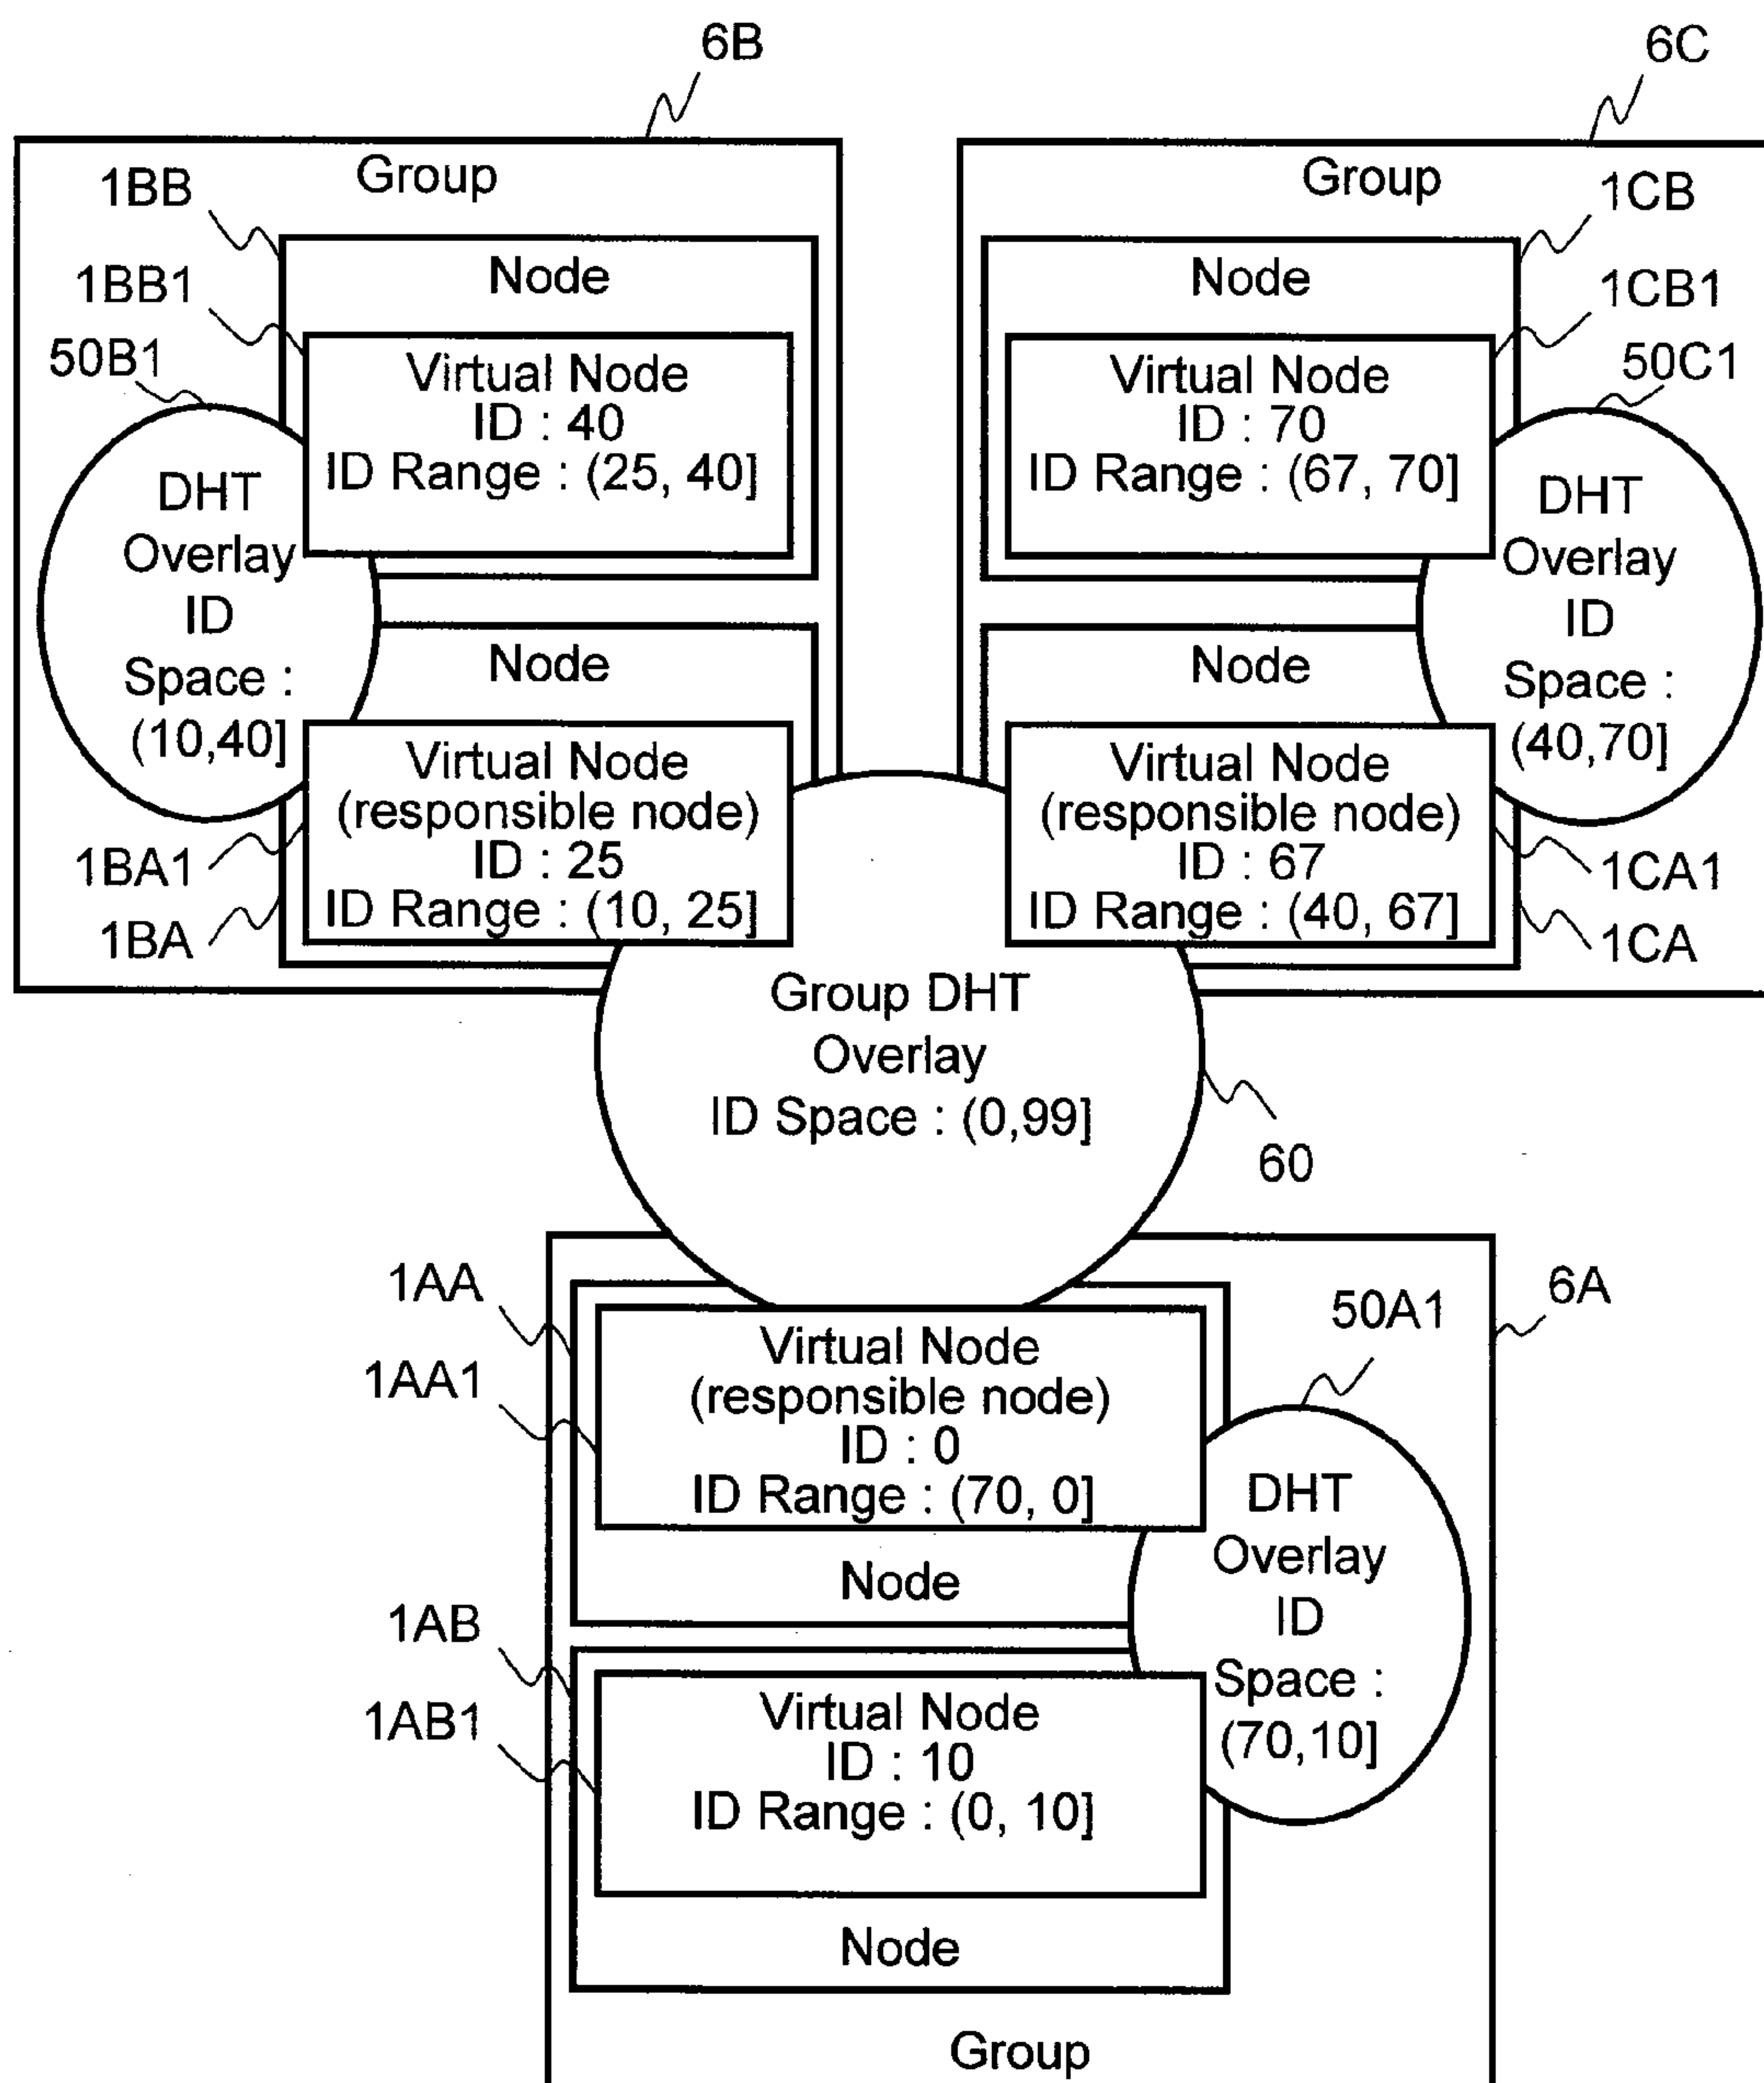 6B
6C
Group
Group
1BB
1CB
Node
Node
1BB1
1CB1
50B1
50C1
Virtual Node
ID : 40
ID Range : (25, 40]
Virtual Node
ID : 70
ID Range : (67, 70]
DHT
Overlay
ID
Space :
(10,40]
DHT
Overlay
ID
Space :
(40,70]
Node
Node
Virtual Node
(responsible node)
ID : 25
ID Range : (10, 25]
Virtual Node
(responsible node)
ID : 67
ID Range : (40, 67]
1BA1
1BA
1CA1
1CA
Group DHT
Overlay
ID Space : (0,99]
60
1AA
1AA1
50A1
6A
Virtual Node
(responsible node)
ID : 0
ID Range : (70, 0]
Node
DHT
Overlay
ID
Space :
(70,10]
1AB
1AB1
Virtual Node
ID : 10
ID Range : (0, 10]
Node
Group